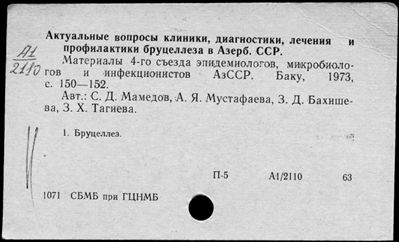 Актуальные вопросы клиники, диагностики, лечения и
профилактики бруцеллеза в Азерб. ССР.
А1
2110
Материалы 4-го съезда эпидемиологов, микробиоло-
гов и инфекционистов АзССР. Баку, 1973,
с. 150—152.
Авт.: С. Д. Мамедов, А. Я. Мустафаева, З. Д. Бахише-
ва, З. Х. Тагиева.
1. Бруцеллез.
П-5 А1/2110 63
1071 СБМБ при ГЦНМБ